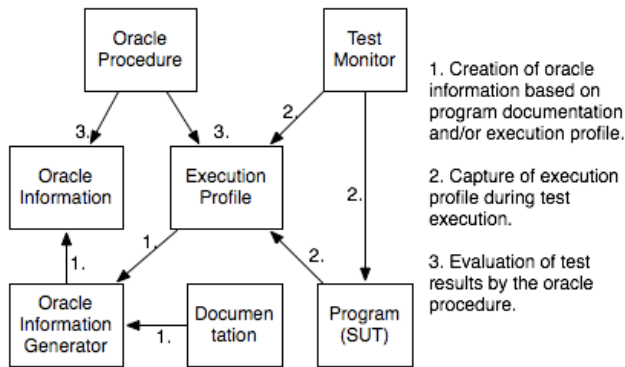 Oracle
Procedure
Test
Monitor
1. Creation of oracle
information based on
program documentation
and/or execution profile.
2. Capture of execution
profile during test
execution.
3. Evaluation of test
results by the oracle
procedure.
3.
3.
2.
Oracle
Information
Execution
Profile
2.
1.
1.
2.
Oracle
Information
Generator
1.
Documen
tation
Program
(SUT)